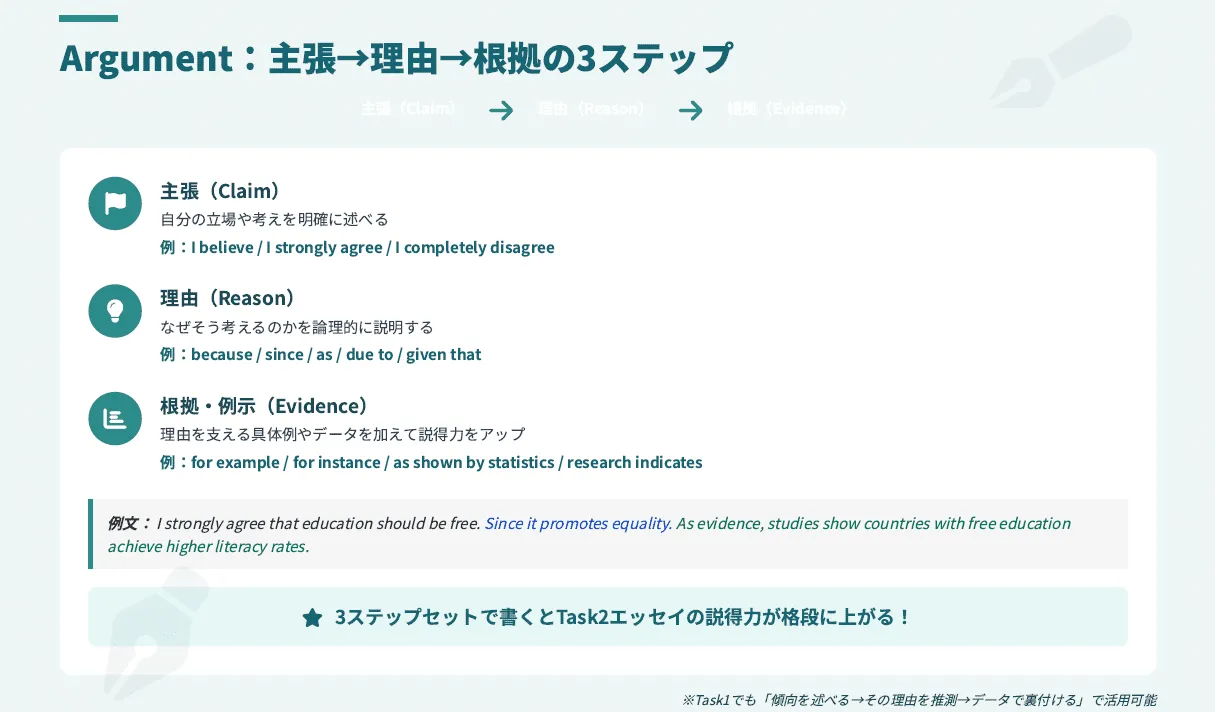 Argument：主張→理由→根拠の3ステップ
主張（Claim） → 理由（Reason） → 根拠（Evidence）
主張（Claim）
自分の立場や考えを明確に述べる
例：I believe / I strongly agree / I completely disagree
理由（Reason）
なぜそう考えるのかを論理的に説明する
例：because / since / as / due to / given that
根拠・例示（Evidence）
理由を支える具体例やデータを加えて説得力をアップ
例：for example / for instance / as shown by statistics / research indicates
例文： I strongly agree that education should be free. Since it promotes equality. As evidence, studies show countries with free education
achieve higher literacy rates.
★ 3ステップセットで書くとTask2エッセイの説得力が格段に上がる！
※Task1でも「傾向を述べる→その理由を推測→データで裏付ける」で活用可能